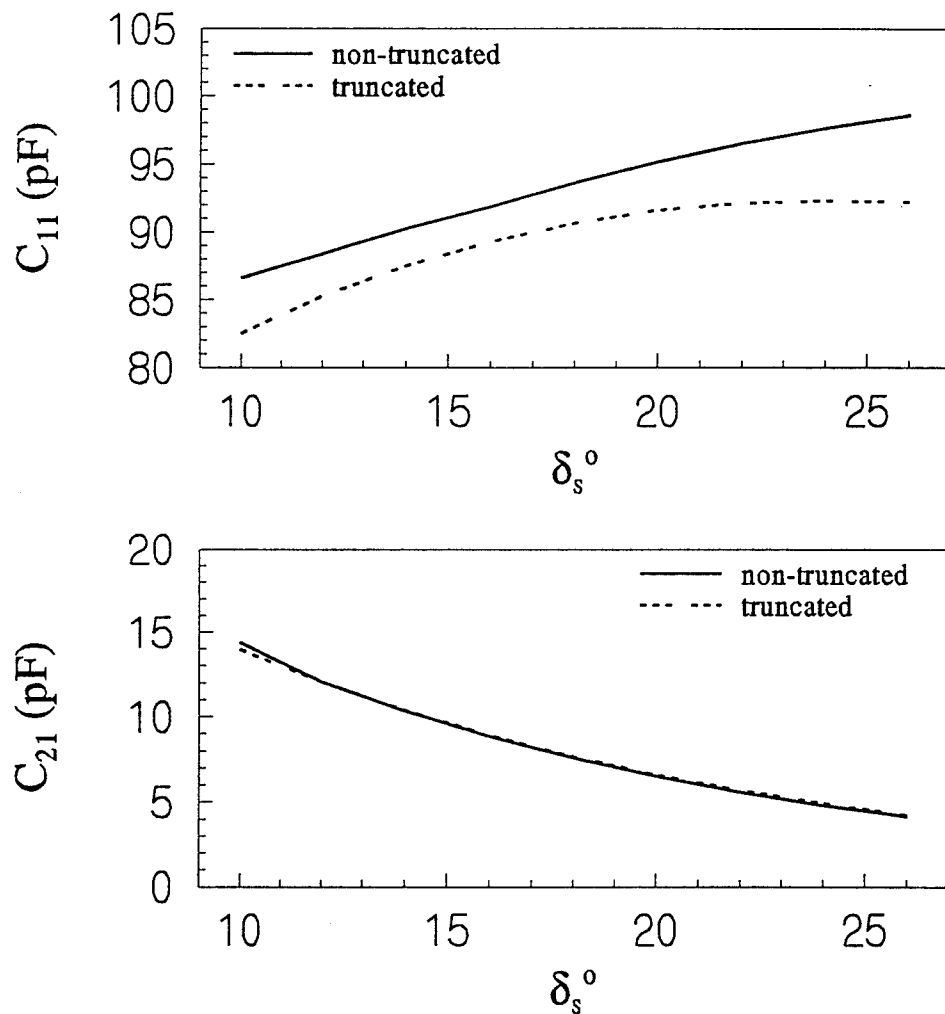 105
100
95
90
85
80
C₁₁ (pF)
non-truncated
truncated
10 15 20 25
δₛ°
20
15
10
5
0
C₂₁ (pF)
non-truncated
truncated
10 15 20 25
δₛ°